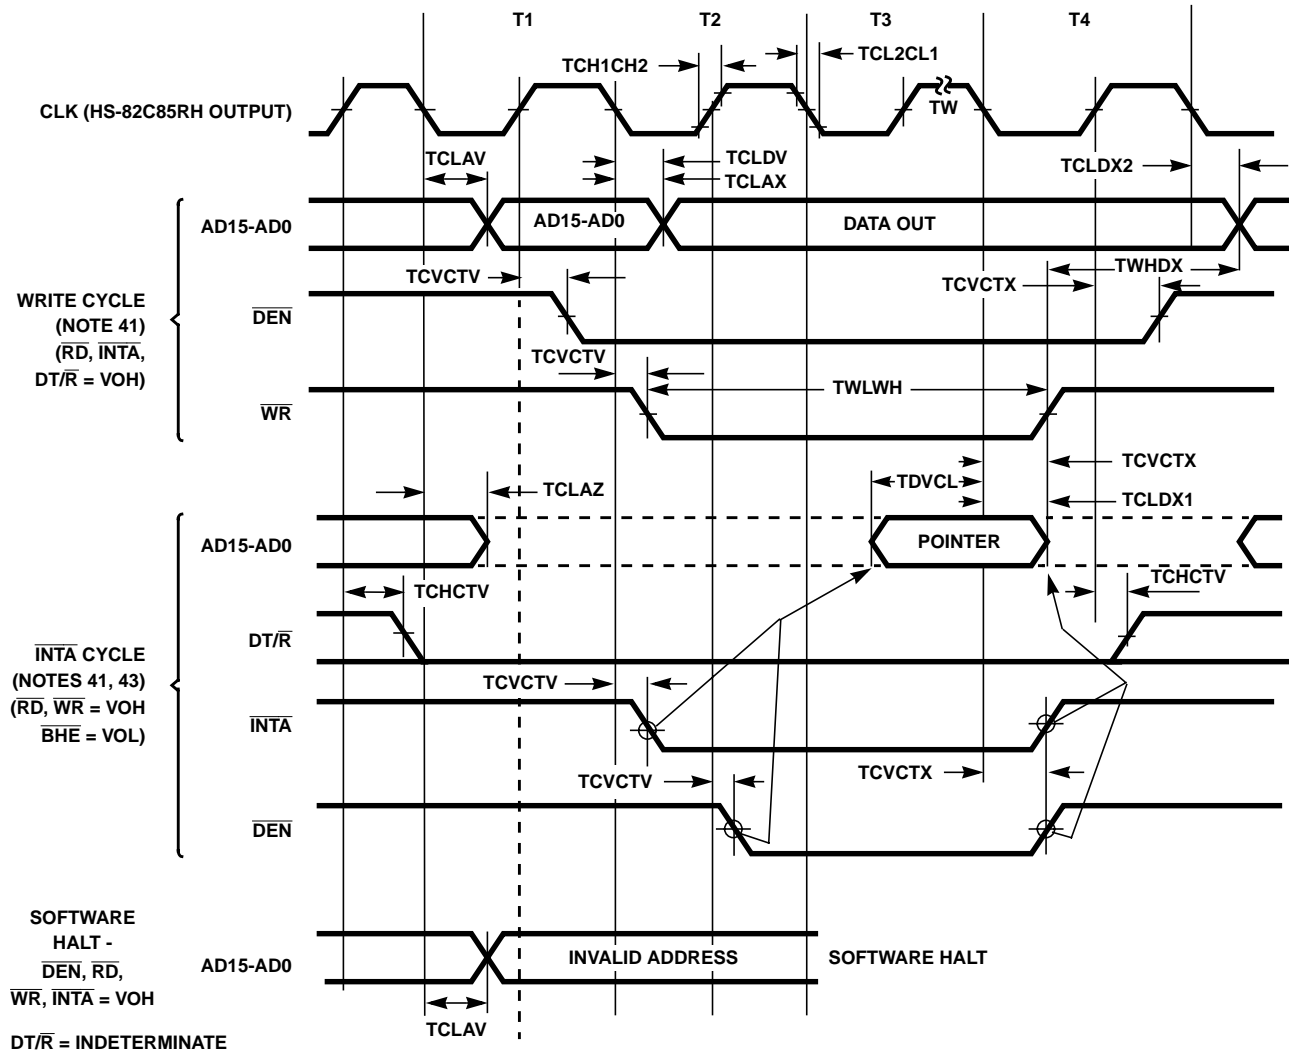 T1 T2 T3 T4
TCH1CH2 TCL2CL1
CLK (HS-82C85RH OUTPUT) TW
TCLAV TCLDV TCLDX2
TCLAX
AD15-AD0 AD15-AD0 DATA OUT
TCVCTV TCVCTX TWHDX
WRITE CYCLE
(NOTE 41)
(RD, INTA,
DT/R = VOH)
DEN
TCVCTV
TWLWH
WR
TCVCTX
TDVCL
TCLAZ TCLDX1
AD15-AD0 POINTER
TCHCTV TCHCTV
DT/R
INTA CYCLE
(NOTES 41, 43)
(RD, WR = VOH
BHE = VOL)
TCVCTV
INTA
TCVCTV TCVCTX
DEN
SOFTWARE
HALT -
DEN, RD,
WR, INTA = VOH
DT/R = INDETERMINATE
AD15-AD0 INVALID ADDRESS SOFTWARE HALT
TCLAV